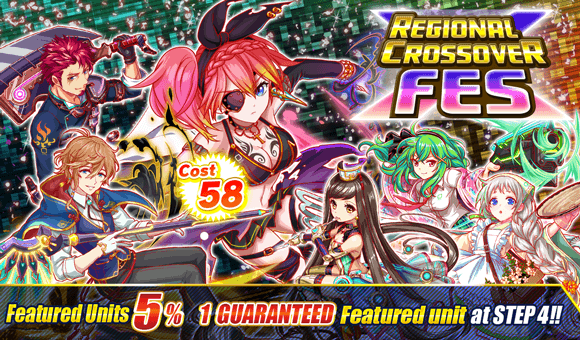 REGIONAL
CROSSOVER
FES
Cost
58
Featured Units 5% 1 GUARANTEED Featured unit at STEP 4!!